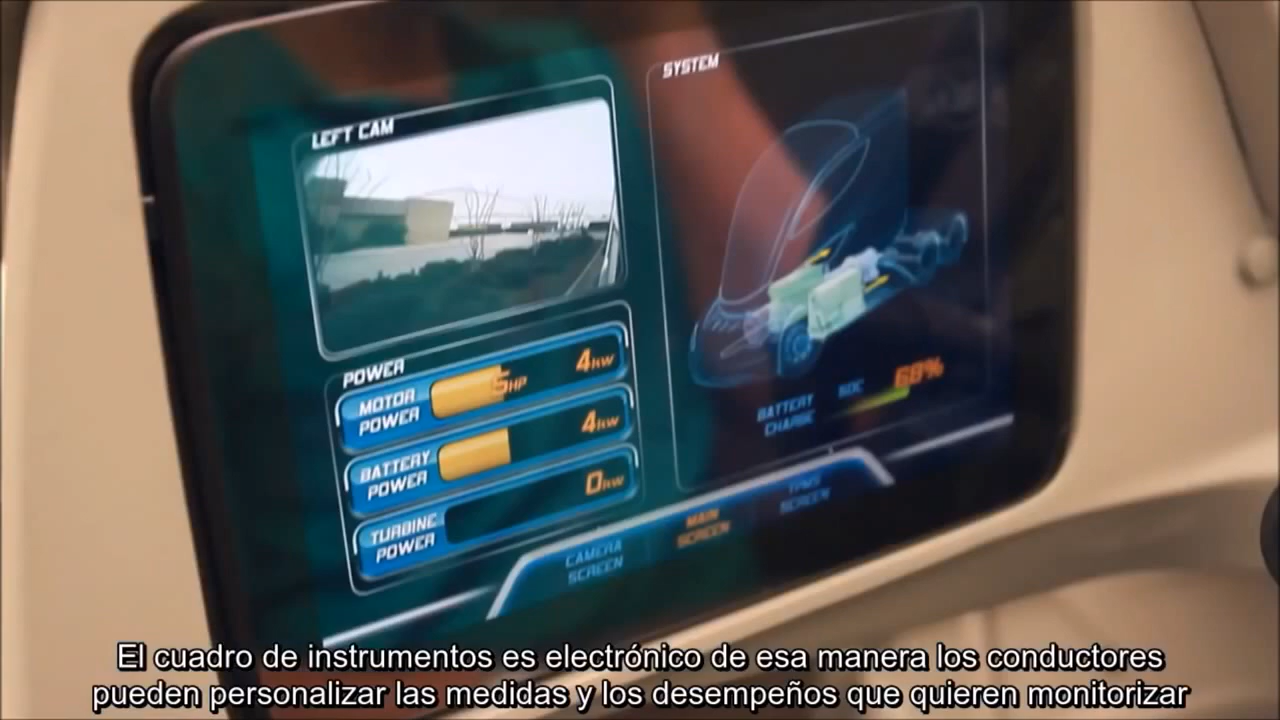 LEFT CAM
POWER
MOTOR
POWER
5HP
4KW
BATTERY
POWER
4KW
TURBINE
POWER
0KW
SYSTEM
BATTERY
CHARGE
SOC
68%
CAMERA
SCREEN
MAIN
SCREEN
TPMS
SCREEN
El cuadro de instrumentos es electrónico de esa manera los conductores
pueden personalizar las medidas y los desempeños que quieren monitorizar